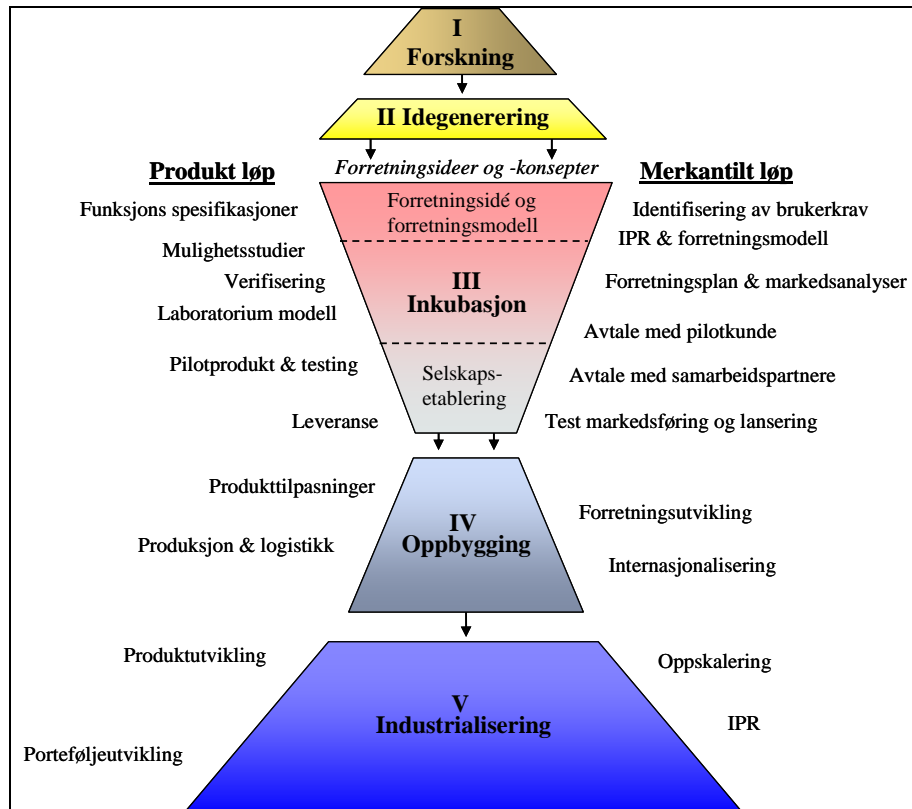 I
Forskning
II Idegenerering
Forretningsideer og -konsepter
Produkt løp
Merkantilt løp
Funksjons spesifikasjoner
Forretningsidé og
forretningsmodell
Identifisering av brukerkrav
IPR & forretningsmodell
Mulighetsstudier
Verifisering
III
Inkubasjon
Forretningsplan & markedsanalyser
Laboratorium modell
Avtale med pilotkunde
Pilotprodukt & testing
Selskaps-
etablering
Avtale med samarbeidspartnere
Leveranse
Test markedsføring og lansering
Produkttilpasninger
IV
Oppbygging
Forretningsutvikling
Produksjon & logistikk
Internasjonalisering
Produktutvikling
Oppskalering
V
Industrialisering
IPR
Porteføljeutvikling